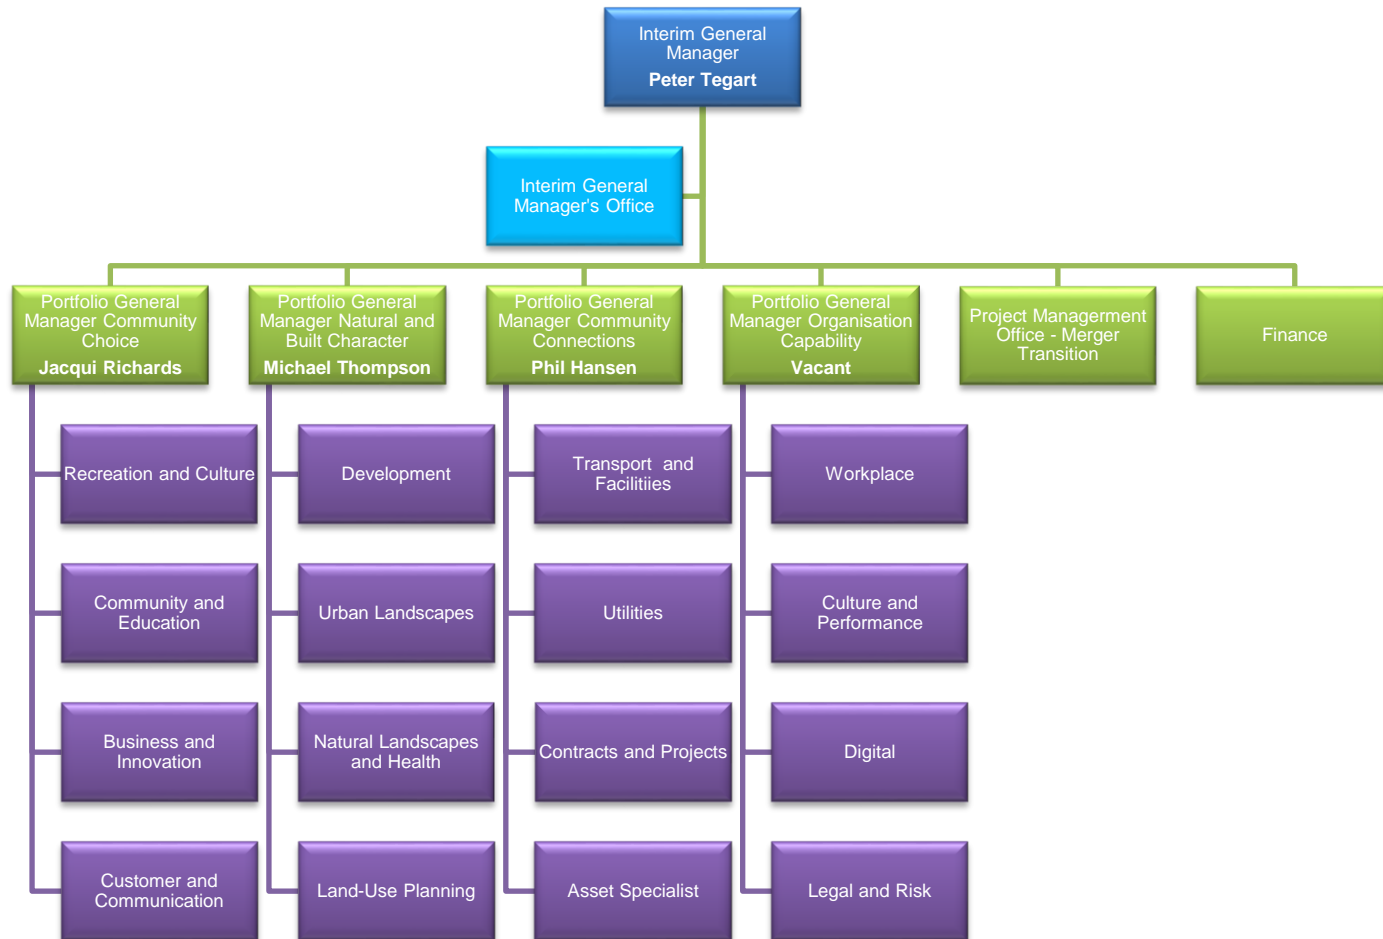 Interim General
Manager
Peter Tegart
Interim General
Manager's Office
Portfolio General
Manager Community
Choice
Jacqui Richards
Portfolio General
Manager Natural and
Built Character
Michael Thompson
Portfolio General
Manager Community
Connections
Phil Hansen
Portfolio General
Manager Organisation
Capability
Vacant
Project Managerment
Office - Merger
Transition
Finance
Recreation and Culture
Development
Transport and
Facilitiies
Workplace
Community and
Education
Urban Landscapes
Utilities
Culture and
Performance
Business and
Innovation
Natural Landscapes
and Health
Contracts and Projects
Digital
Customer and
Communication
Land-Use Planning
Asset Specialist
Legal and Risk